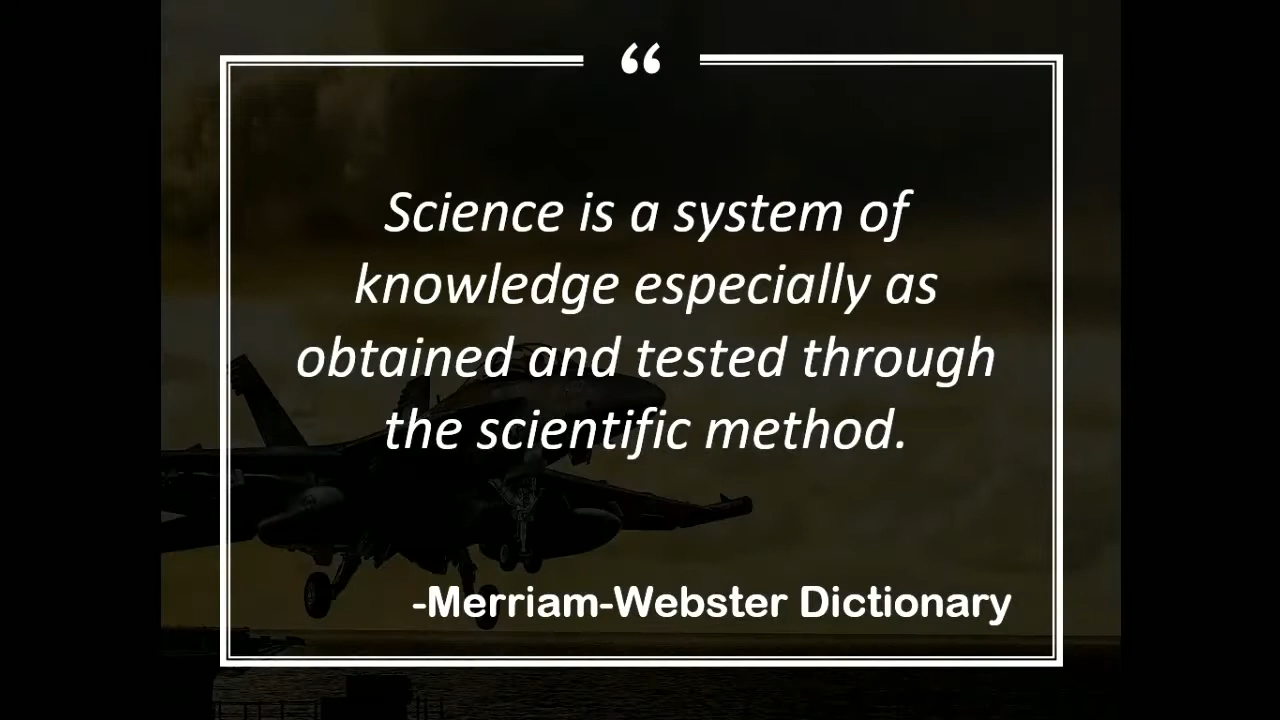 “
Science is a system of
knowledge especially as
obtained and tested through
the scientific method.
-Merriam-Webster Dictionary